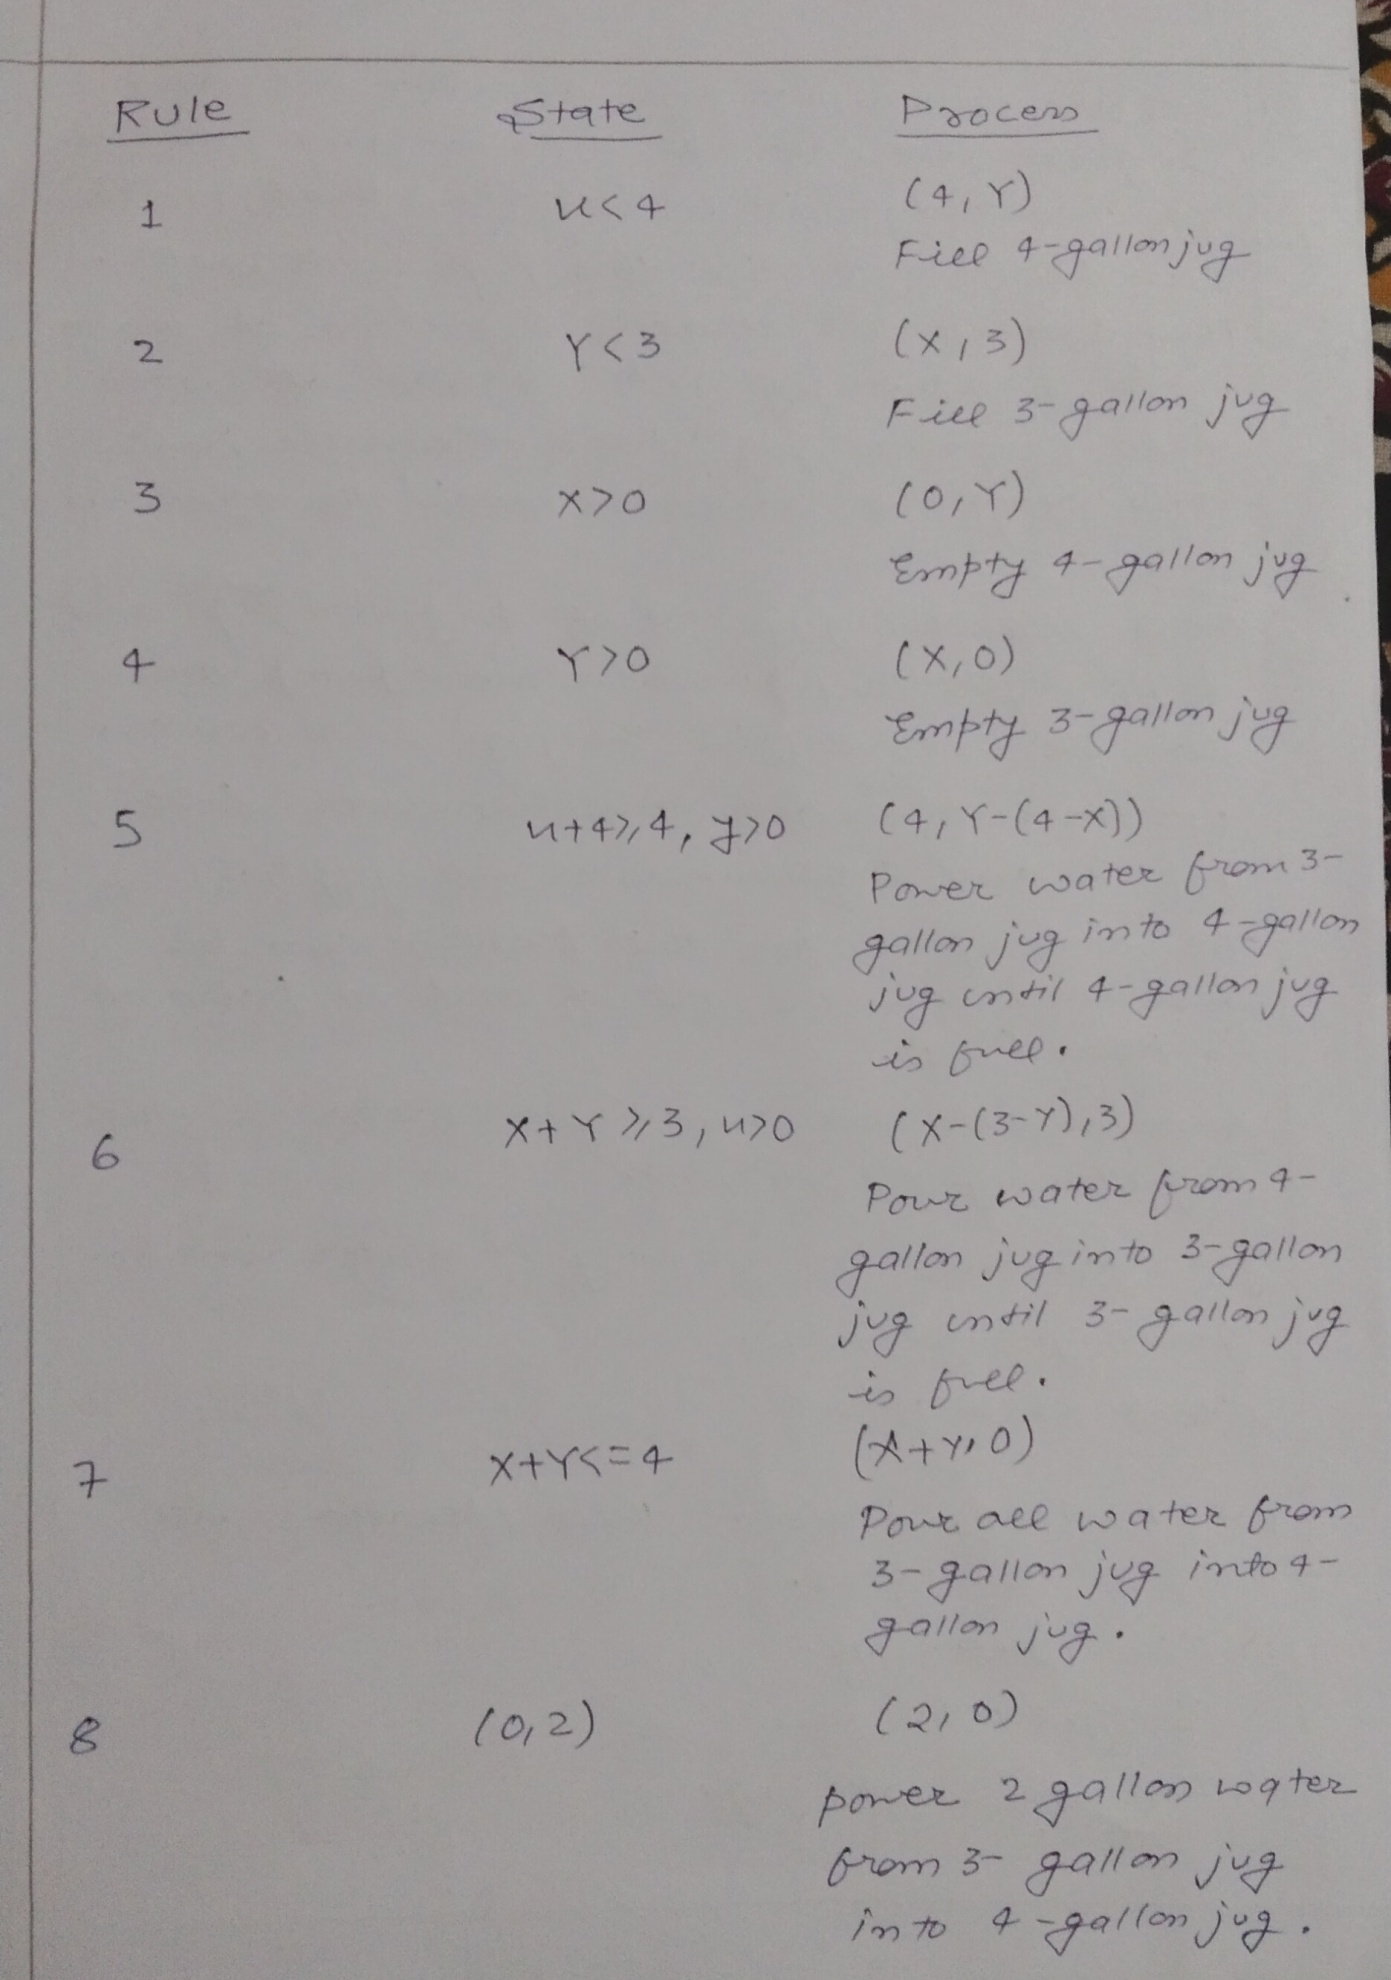 Rule State Process
1 x<4 (4, Y)
Fill 4-gallon jug
2 Y<3 (X, 3)
Fill 3-gallon jug
3 X>0 (0, Y)
Empty 4-gallon jug
4 Y>0 (X, 0)
Empty 3-gallon jug
5 x+4≥4, y>0 (4, Y-(4-X))
Power water from 3-
gallon jug into 4-gallon
jug until 4-gallon jug
is full.
6 X+Y≥3, x>0 (X-(3-Y),3)
Pour water from 4-
gallon jug into 3-gallon
jug until 3-gallon jug
is full.
7 X+Y<=4 (X+Y, 0)
Pour all water from
3-gallon jug into 4-
gallon jug.
8 (0,2) (2, 0)
power 2 gallon water
from 3-gallon jug
into 4-gallon jug.